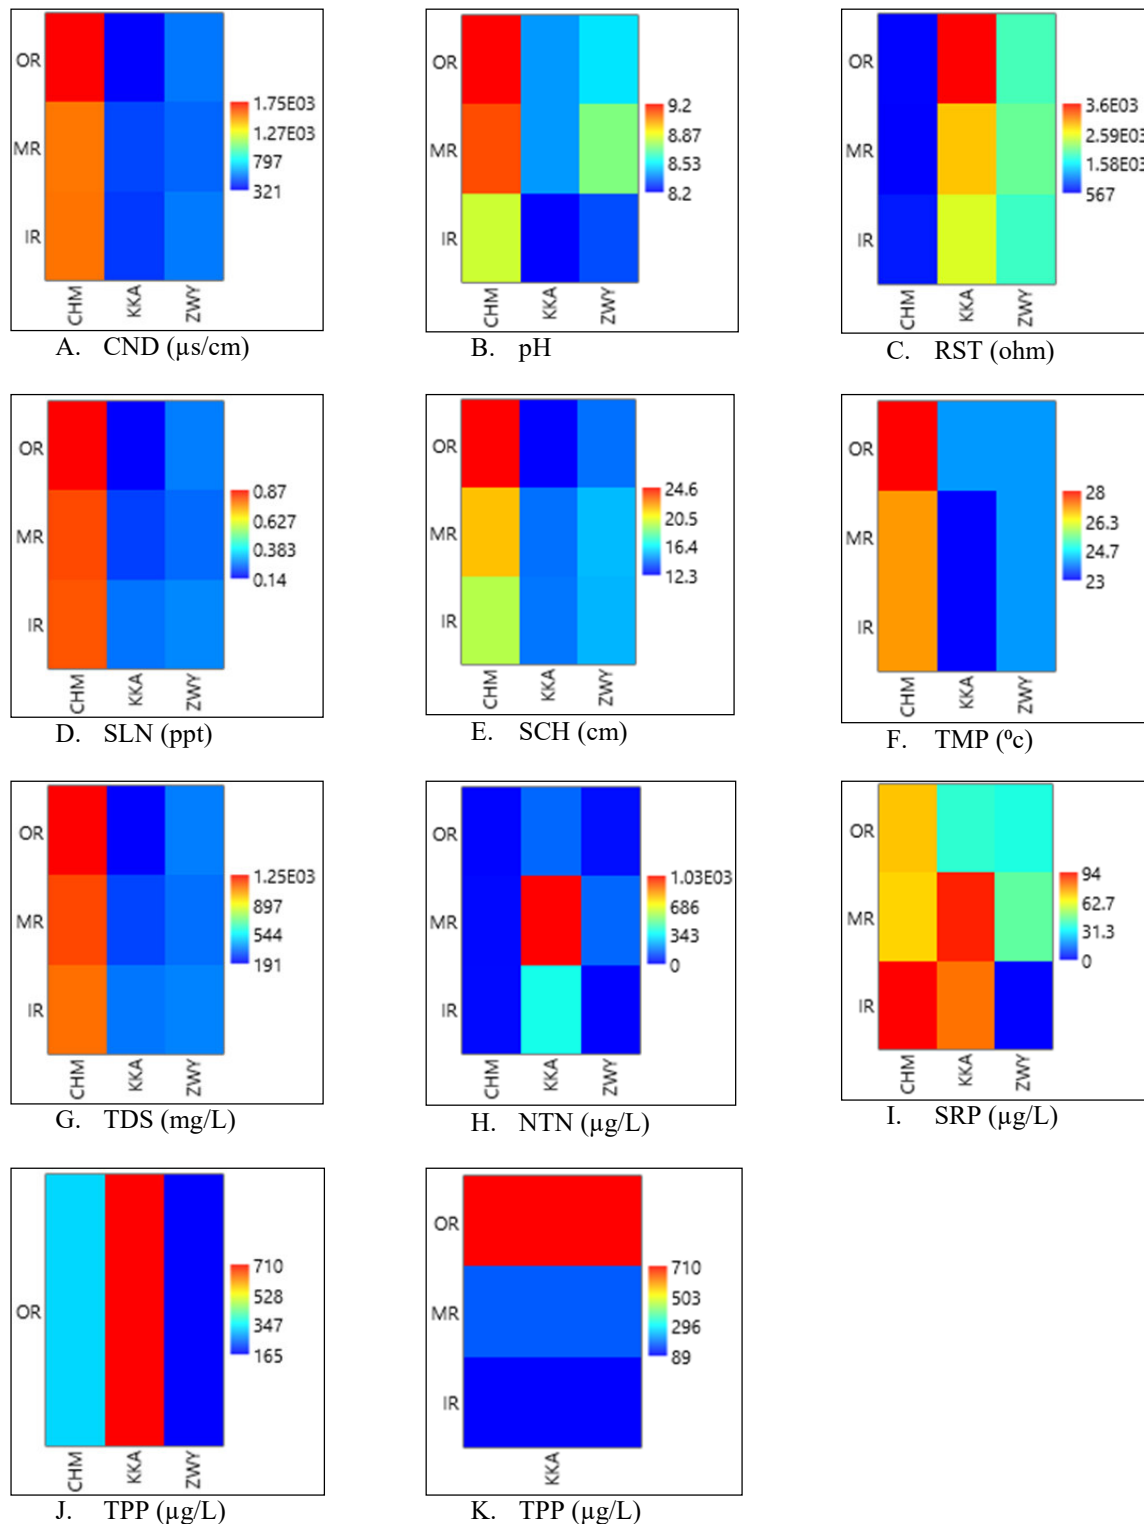 OR
MR
IR
CHM
KKA
ZWY
1.75E03
1.27E03
797
321
A. CND (µs/cm)
OR
MR
IR
CHM
KKA
ZWY
9.2
8.87
8.53
8.2
B. pH
OR
MR
IR
CHM
KKA
ZWY
3.6E03
2.59E03
1.58E03
567
C. RST (ohm)
OR
MR
IR
CHM
KKA
ZWY
0.87
0.627
0.383
0.14
D. SLN (ppt)
OR
MR
IR
CHM
KKA
ZWY
24.6
20.5
16.4
12.3
E. SCH (cm)
OR
MR
IR
CHM
KKA
ZWY
28
26.3
24.7
23
F. TMP (⁰c)
OR
MR
IR
CHM
KKA
ZWY
1.25E03
897
544
191
G. TDS (mg/L)
OR
MR
IR
CHM
KKA
ZWY
1.03E03
686
343
0
H. NTN (µg/L)
OR
MR
IR
CHM
KKA
ZWY
94
62.7
31.3
0
I. SRP (µg/L)
OR
CHM
KKA
ZWY
710
528
347
165
J. TPP (µg/L)
OR
MR
IR
KKA
710
503
296
89
K. TPP (µg/L)